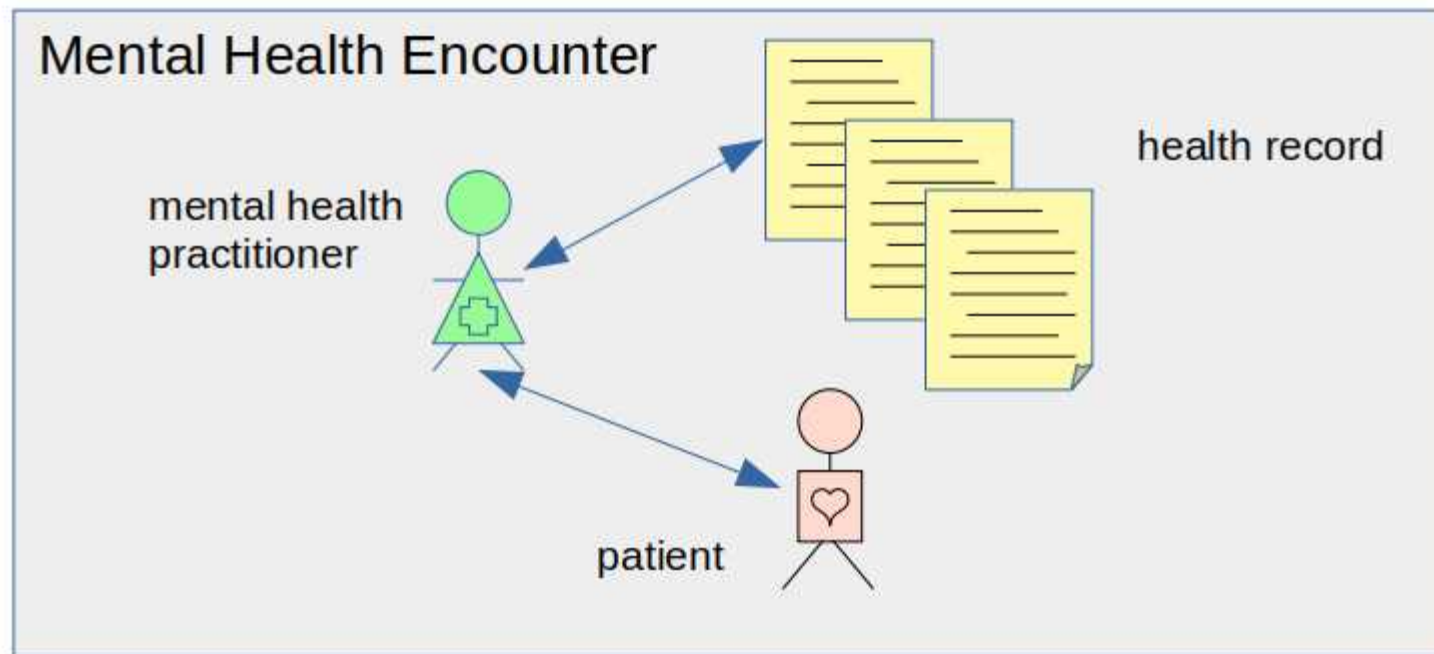 Mental Health Encounter
health record
mental health
practitioner
patient